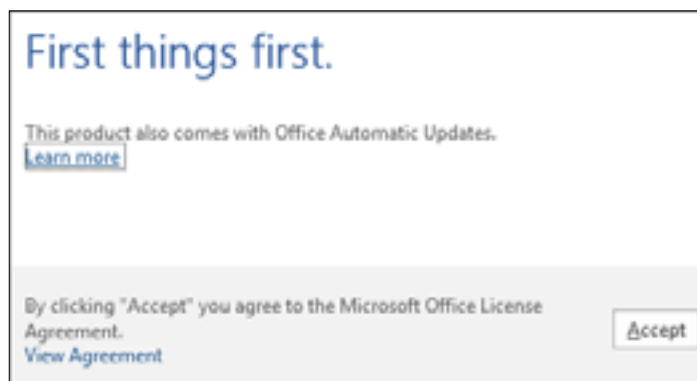 First things first.
This product also comes with Office Automatic Updates.
Learn more
By clicking "Accept" you agree to the Microsoft Office License
Agreement.
View Agreement
Accept